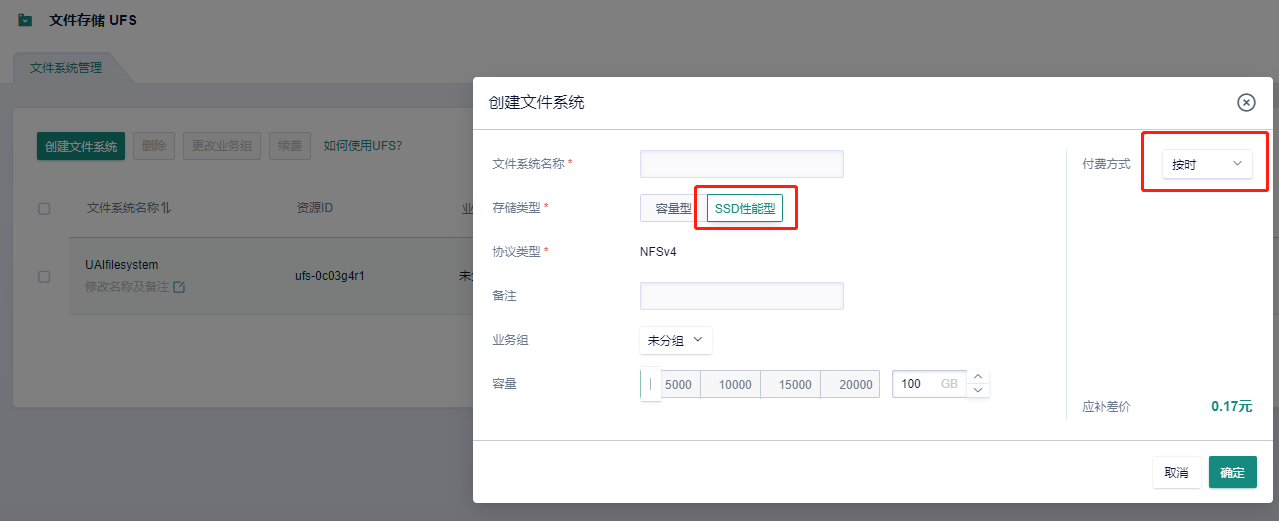 文件存储 UFS
文件系统管理
创建文件系统 删除 更改业务组 续费 如何使用UFS?
文件系统名称 资源ID
UAIfilesystem
修改名称及备注
ufs-0c03g4r1
创建文件系统
文件系统名称 *
存储类型 * 容量型 SSD性能型
协议类型 * NFSv4
备注
业务组 未分组
容量 5000 10000 15000 20000 100 GB
付费方式 按时
应补差价 0.17元
取消 确定